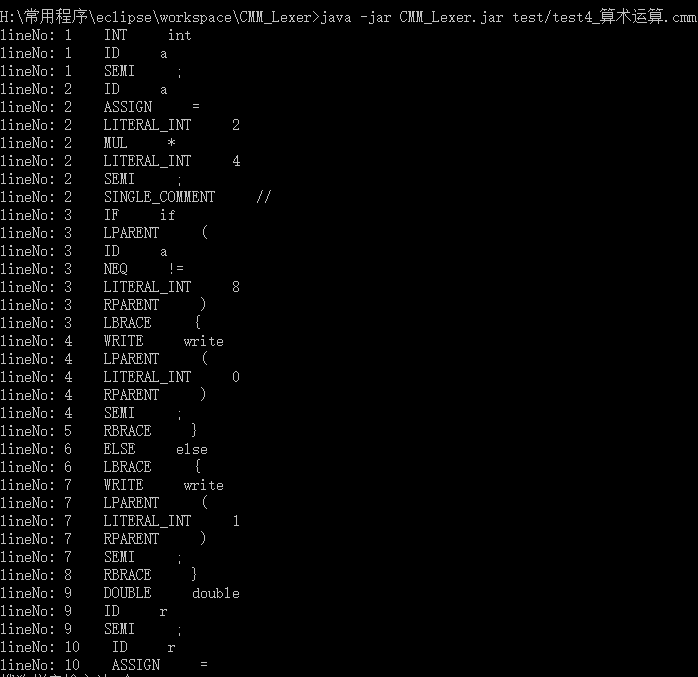 H:\常用程序\eclipse\workspace\CMM_Lexer>java -jar CMM_Lexer.jar test/test4_算术运算.cmm
lineNo: 1 INT int
lineNo: 1 ID a
lineNo: 1 SEMI ;
lineNo: 2 ID a
lineNo: 2 ASSIGN =
lineNo: 2 LITERAL_INT 2
lineNo: 2 MUL *
lineNo: 2 LITERAL_INT 4
lineNo: 2 SEMI ;
lineNo: 2 SINGLE_COMMENT //
lineNo: 3 IF if
lineNo: 3 LPARENT (
lineNo: 3 ID a
lineNo: 3 NEQ !=
lineNo: 3 LITERAL_INT 8
lineNo: 3 RPARENT )
lineNo: 3 LBRACE {
lineNo: 4 WRITE write
lineNo: 4 LPARENT (
lineNo: 4 LITERAL_INT 0
lineNo: 4 RPARENT )
lineNo: 4 SEMI ;
lineNo: 5 RBRACE }
lineNo: 6 ELSE else
lineNo: 6 LBRACE {
lineNo: 7 WRITE write
lineNo: 7 LPARENT (
lineNo: 7 LITERAL_INT 1
lineNo: 7 RPARENT )
lineNo: 7 SEMI ;
lineNo: 8 RBRACE }
lineNo: 9 DOUBLE double
lineNo: 9 ID r
lineNo: 9 SEMI ;
lineNo: 10 ID r
lineNo: 10 ASSIGN =